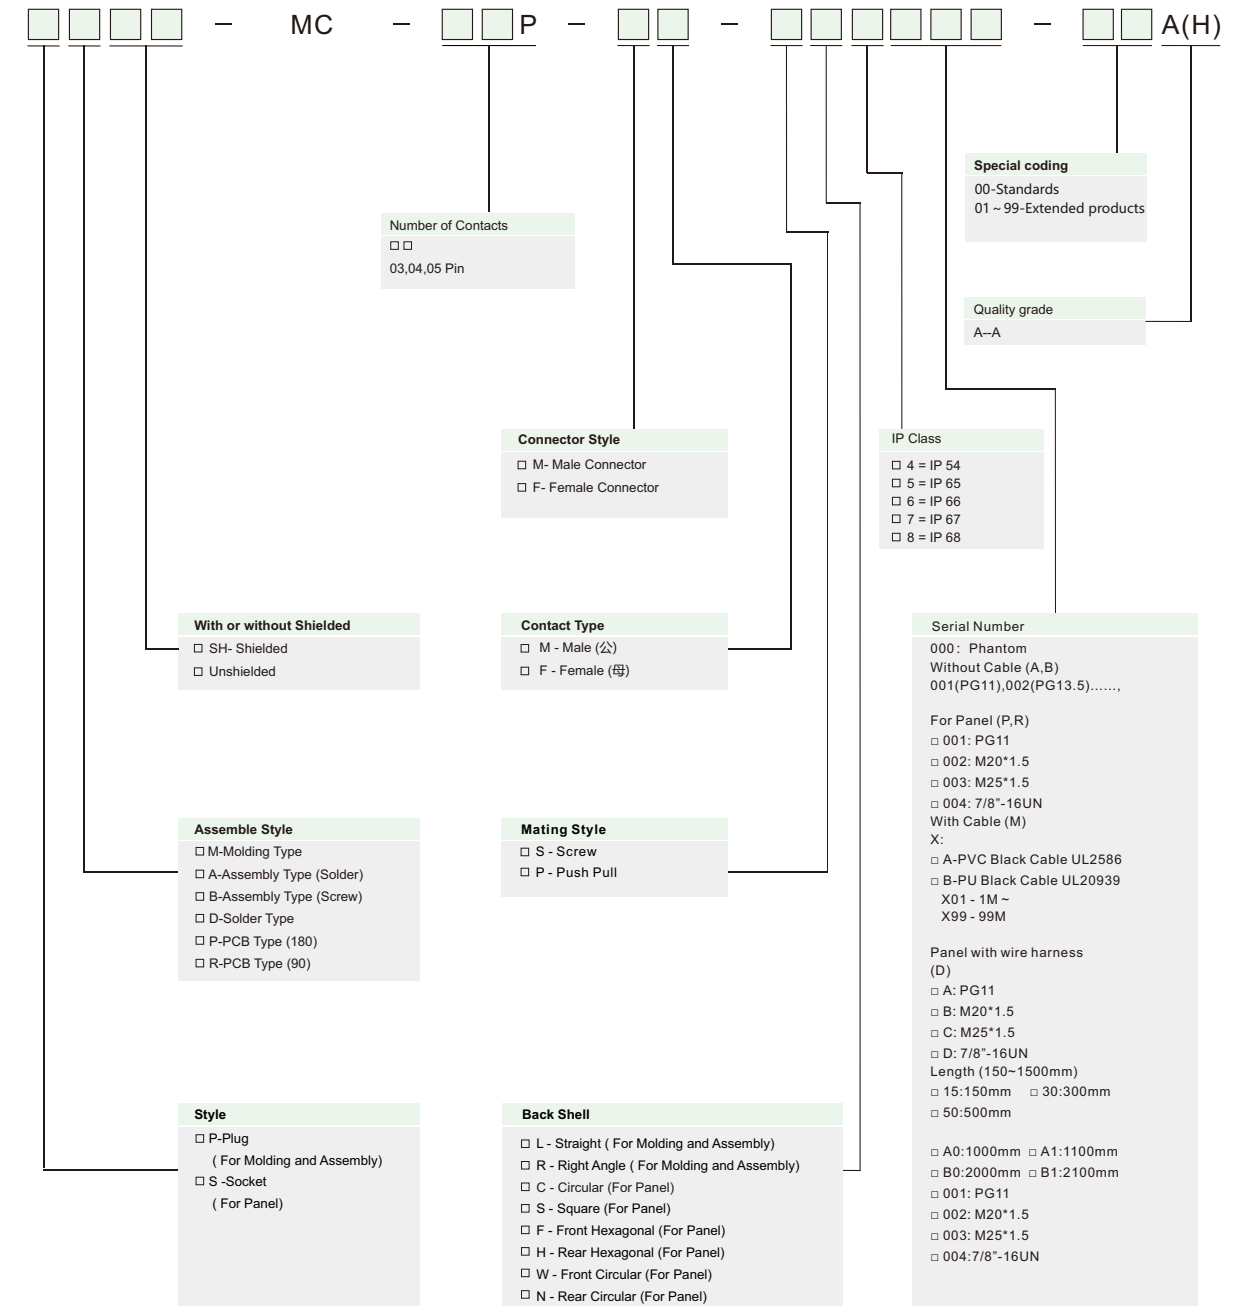 — MC — P — — — A(H)
Special coding
00-Standards
01 ~ 99-Extended products
Number of Contacts
□ □
03,04,05 Pin
Quality grade
A--A
Connector Style
□ M- Male Connector
□ F- Female Connector
IP Class
□ 4 = IP 54
□ 5 = IP 65
□ 6 = IP 66
□ 7 = IP 67
□ 8 = IP 68
With or without Shielded
□ SH- Shielded
□ Unshielded
Contact Type
□ M - Male (公)
□ F - Female (母)
Assemble Style
□ M-Molding Type
□ A-Assembly Type (Solder)
□ B-Assembly Type (Screw)
□ D-Solder Type
□ P-PCB Type (180)
□ R-PCB Type (90)
Mating Style
□ S - Screw
□ P - Push Pull
Style
□ P-Plug
( For Molding and Assembly)
□ S -Socket
( For Panel)
Back Shell
□ L - Straight ( For Molding and Assembly)
□ R - Right Angle ( For Molding and Assembly)
□ C - Circular (For Panel)
□ S - Square (For Panel)
□ F - Front Hexagonal (For Panel)
□ H - Rear Hexagonal (For Panel)
□ W - Front Circular (For Panel)
□ N - Rear Circular (For Panel)
Serial Number
000: Phantom
Without Cable (A,B)
001(PG11),002(PG13.5)......,
For Panel (P,R)
□ 001: PG11
□ 002: M20*1.5
□ 003: M25*1.5
□ 004: 7/8”-16UN
With Cable (M)
X:
□ A-PVC Black Cable UL2586
□ B-PU Black Cable UL20939
X01 - 1M ~
X99 - 99M
Panel with wire harness
(D)
□ A: PG11
□ B: M20*1.5
□ C: M25*1.5
□ D: 7/8”-16UN
Length (150~1500mm)
□ 15:150mm □ 30:300mm
□ 50:500mm
□ A0:1000mm □ A1:1100mm
□ B0:2000mm □ B1:2100mm
□ 001: PG11
□ 002: M20*1.5
□ 003: M25*1.5
□ 004:7/8”-16UN